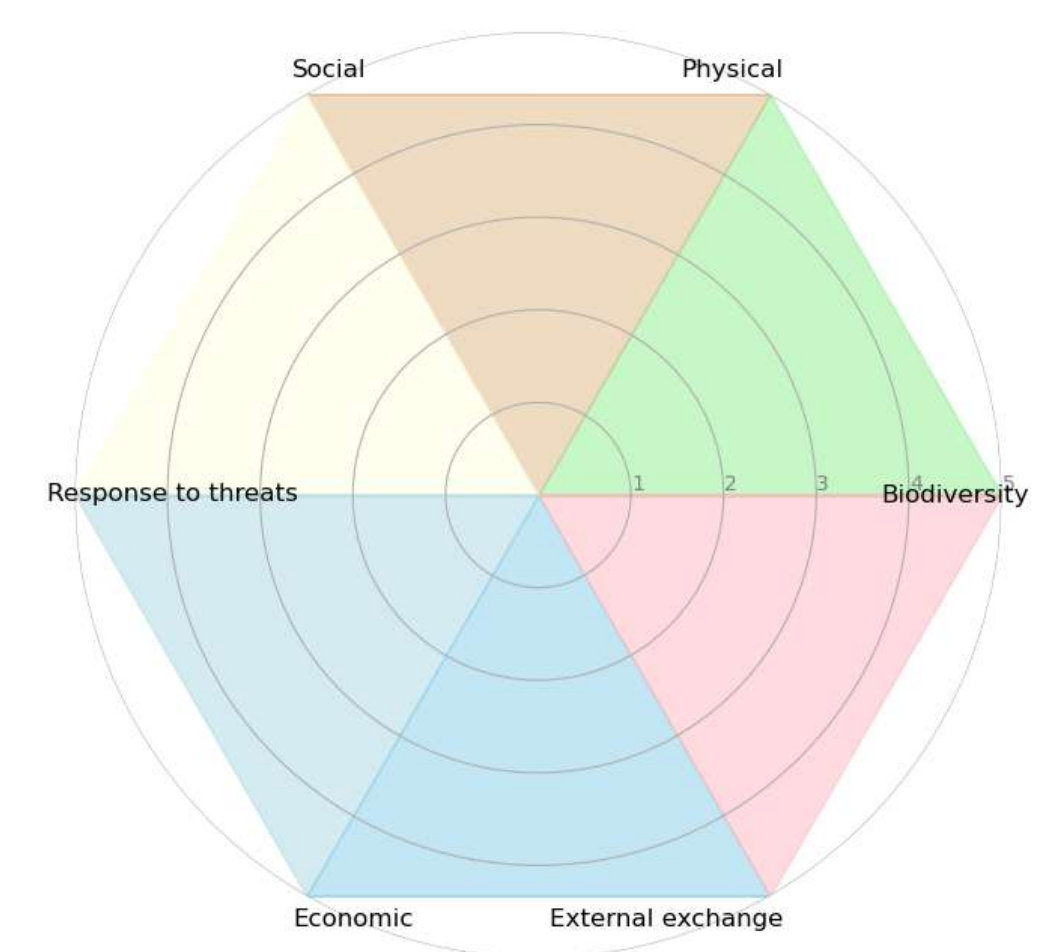 Social
Physical
1
2
3
4
5
Response to threats
Biodiversity
Economic
External exchange